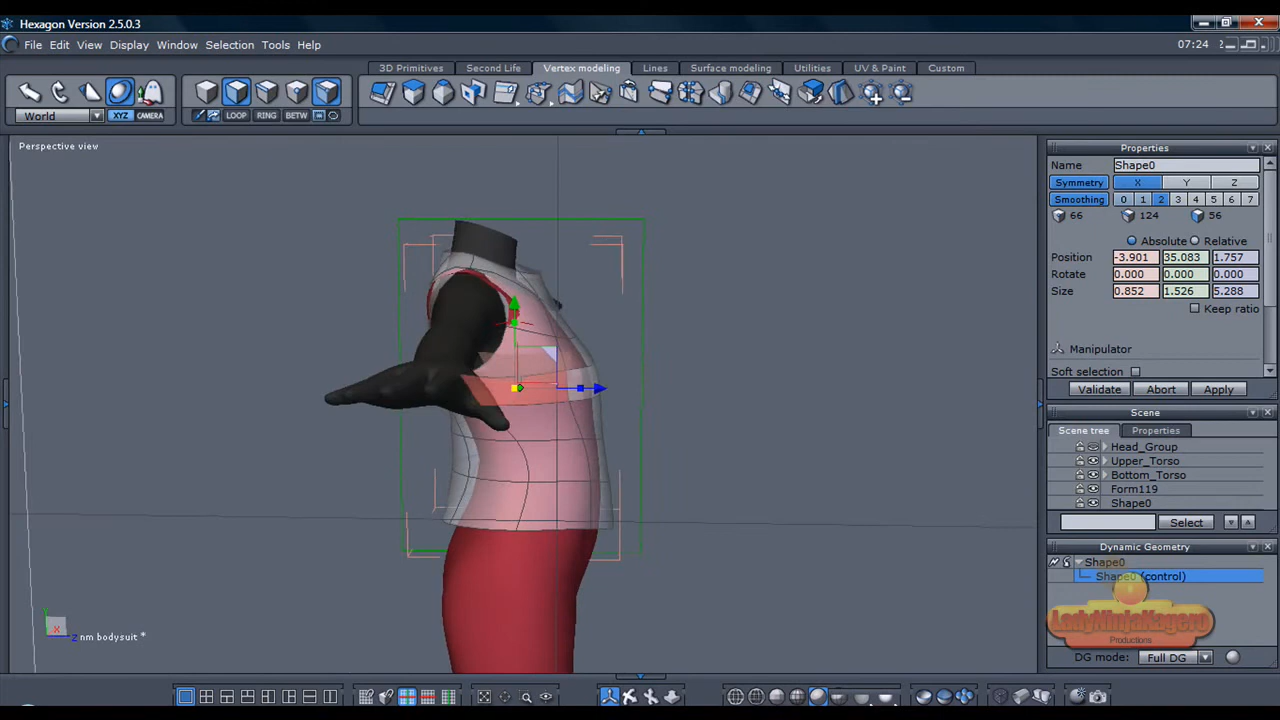 Hexagon Version 2.5.0.3
File Edit View Display Window Selection Tools Help 07:24
3D Primitives Second Life Vertex modeling Lines Surface modeling Utilities UV & Paint Custom
World XYZ CAMERA LOOP RING BETW
Perspective view
Properties
Name Shape0
Symmetry X Y Z
Smoothing 0 1 2 3 4 5 6 7
66 124 56
Absolute Relative
Position -3.901 35.083 1.757
Rotate 0.000 0.000 0.000
Size 0.852 1.526 5.288
Keep ratio
Manipulator
Soft selection
Validate Abort Apply
Scene
Scene tree Properties
Head_Group
Upper_Torso
Bottom_Torso
Form119
Shape0
Select
Dynamic Geometry
Shape0
Shape0 (control)
LadyNinjaKagero
Productions
DG mode: Full DG
Y
X
Z
nm bodysuit *